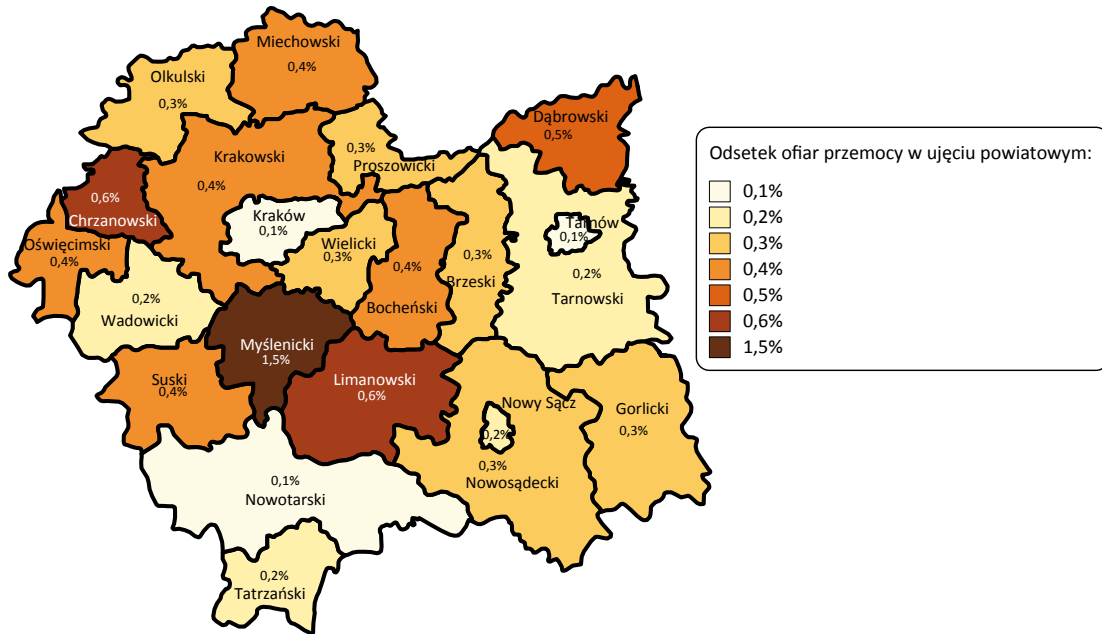 Miechowski
0,4%
Olkulski
0,3%
Dąbrowski
0,5%
Odsetek ofiar przemocy w ujęciu powiatowym:
0,1%
0,2%
0,3%
0,4%
0,5%
0,6%
1,5%
0,3%
Proszowicki
Krakowski
0,4%
0,6%
Chrzanowski
Kraków
0,1%
Tarnów
0,1%
Oświęcimski
0,4%
Wielicki
0,3%
0,4%
Bocheński
0,3%
Brzeski
0,2%
Tarnowski
0,2%
Wadowicki
Myślenicki
1,5%
Suski
0,4%
Limanowski
0,6%
Nowy Sącz
0,2%
Gorlicki
0,3%
0,3%
Nowosądecki
0,1%
Nowotarski
0,2%
Tatrzański